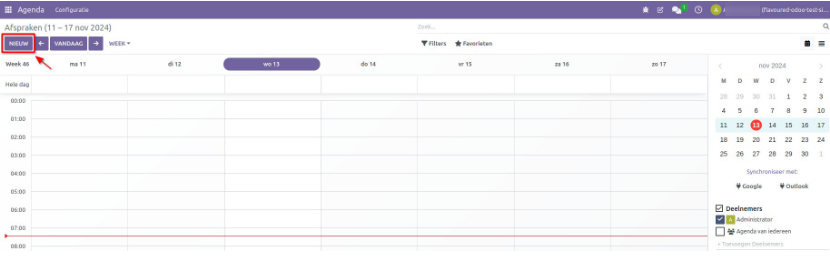 Agenda Configuratie
1 (flavoured-odoo-test-si...
Afspraken (11 – 17 nov 2024) Zoek...
NIEUW VANDAAG WEEK Filters Favorieten
Week 46 ma 11 di 12 wo 13 do 14 vr 15 za 16 zo 17
Hele dag
00:00
01:00
02:00
03:00
04:00
05:00
06:00
07:00
08:00
nov 2024
M D W D V Z Z
28 29 30 31 1 2 3
4 5 6 7 8 9 10
11 12 13 14 15 16 17
18 19 20 21 22 23 24
25 26 27 28 29 30 1
Synchroniseer met:
Google Outlook
Deelnemers
A Administrator
Agenda van iedereen
+ Toevoegen Deelnemers